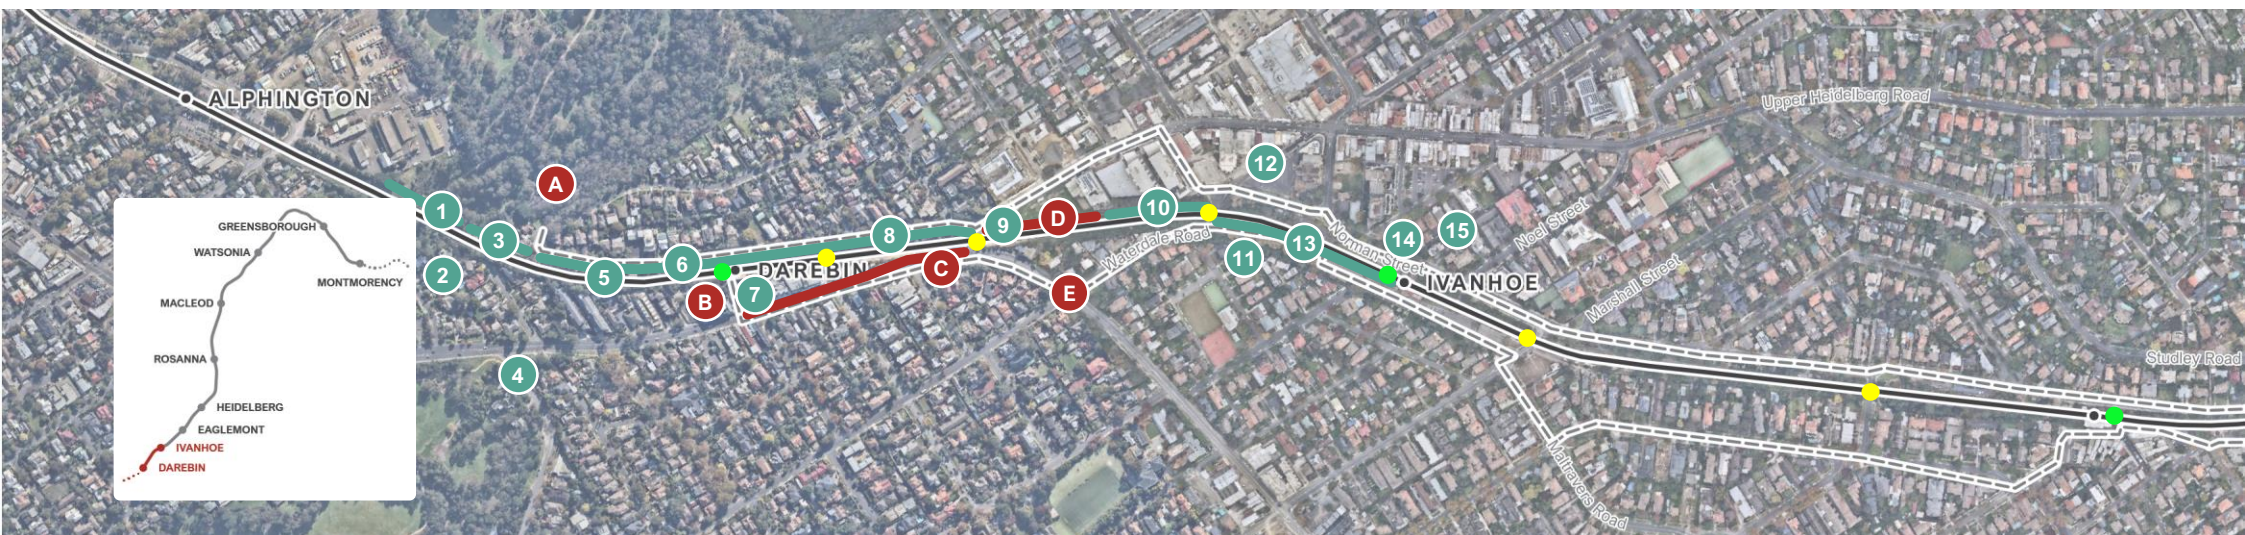 ALPHINGTON
A
1
3
2
5
6
8
9
D
10
12
DAREBIN
B
7
C
E
4
Waterdale Road
11
13
Norman Street
14
15
IVANHOE
Noel Street
Marshall Street
Upper Heidelberg Road
Studley Road
Maltravers Road
GREENSBOROUGH
WATSONIA
MONTMORENCY
MACLEOD
ROSANNA
HEIDELBERG
EAGLEMONT
IVANHOE
DAREBIN